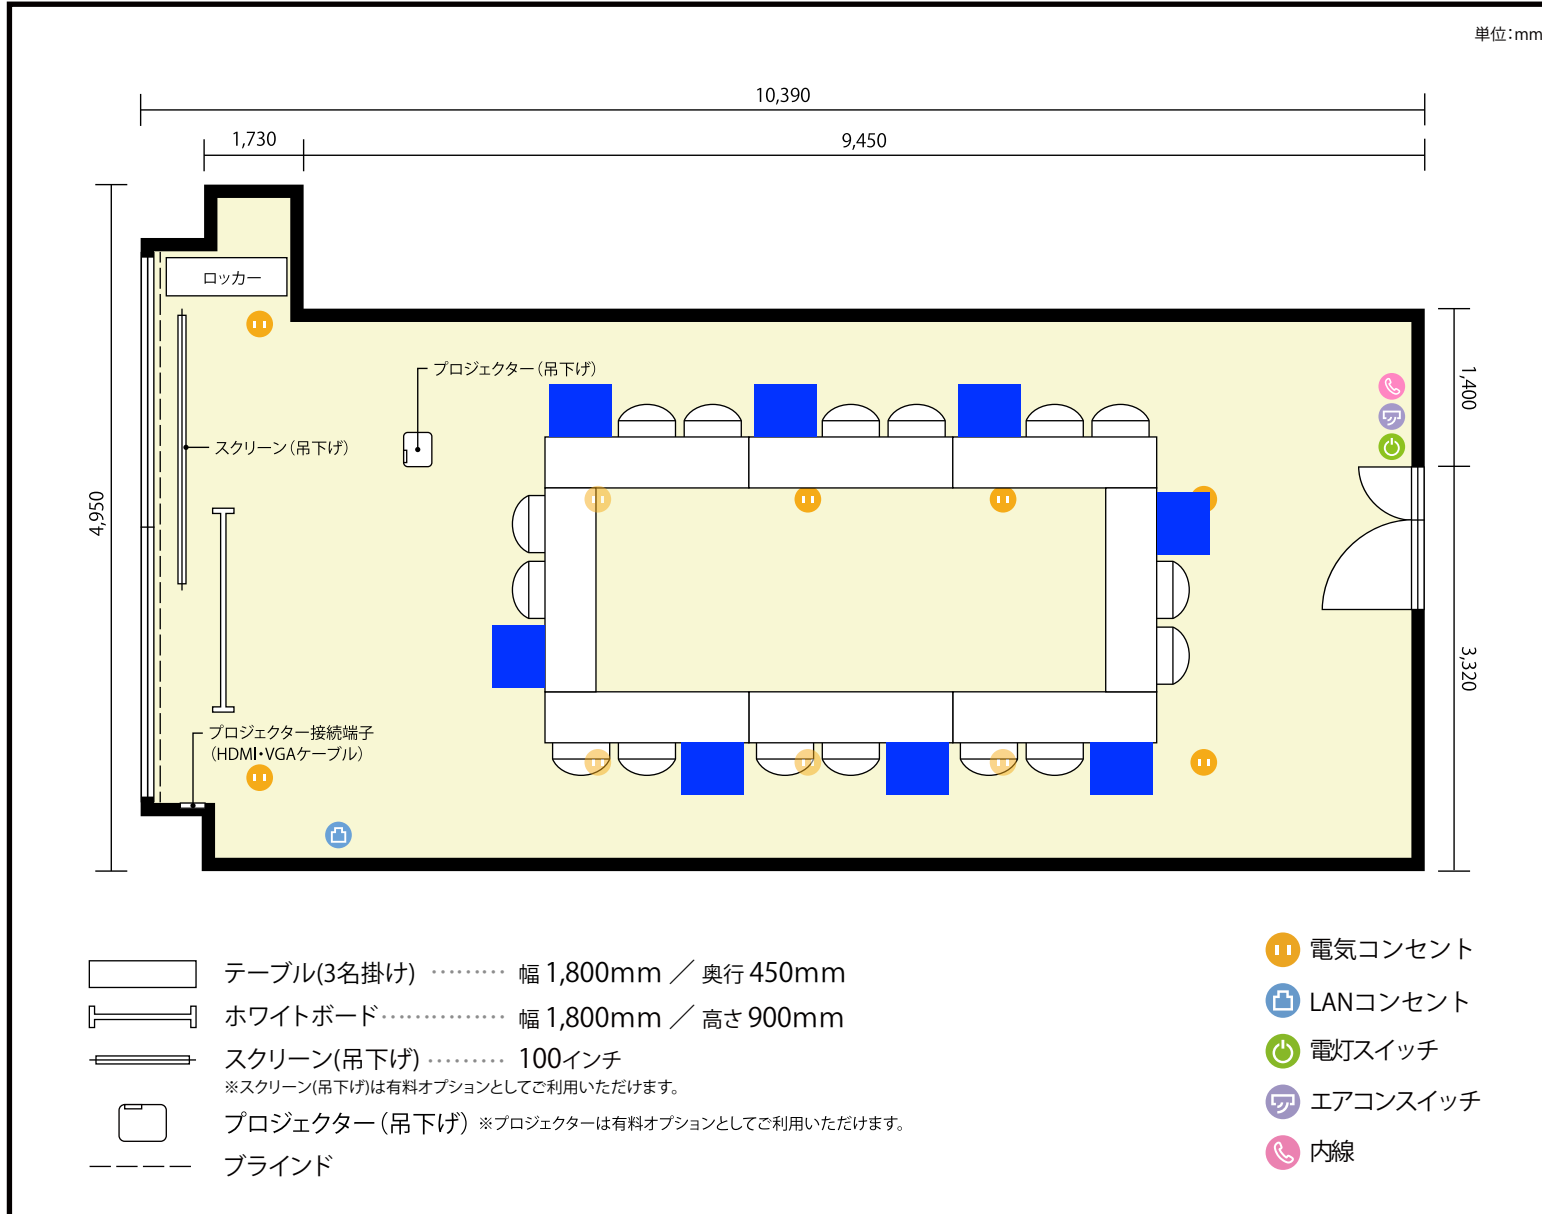 単位：mm
10,390
1,730
9,450
ロッカー
プロジェクター（吊下げ）
スクリーン（吊下げ）
1,400
4,950
3,320
プロジェクター接続端子
（HDMI・VGAケーブル）
テーブル(3名掛け) ········· 幅 1,800mm ／ 奥行 450mm
ホワイトボード··············· 幅 1,800mm ／ 高さ 900mm
スクリーン(吊下げ) ········· 100インチ
※スクリーン(吊下げ)は有料オプションとしてご利用いただけます。
プロジェクター（吊下げ） ※プロジェクターは有料オプションとしてご利用いただけます。
ブラインド
電気コンセント
LANコンセント
電灯スイッチ
エアコンスイッチ
内線